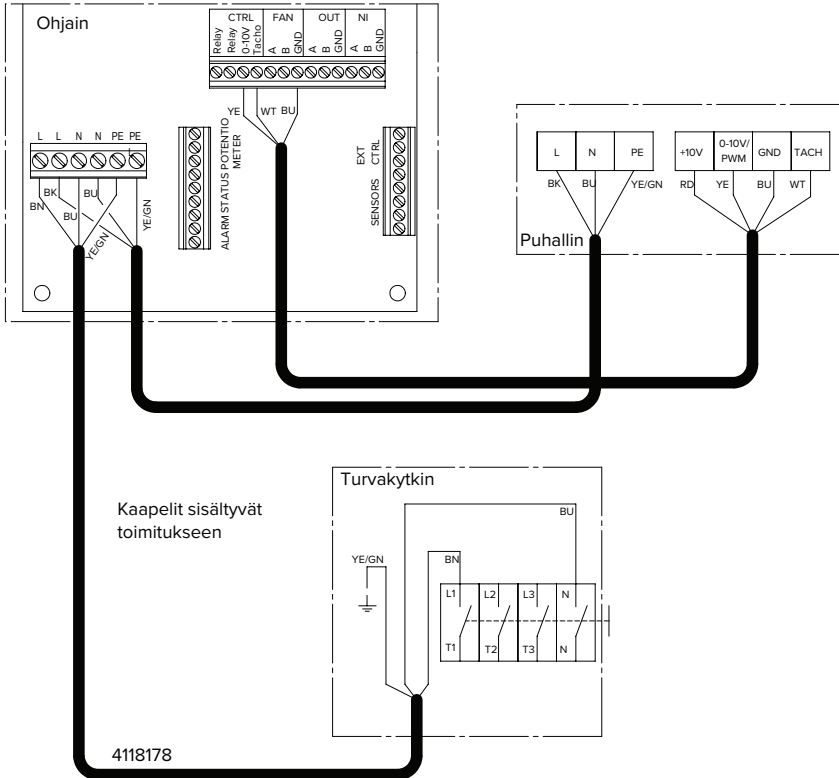 Ohjain
CTRL FAN OUT NI
Relay Relay 0-10V Tacho A B GND A B GND A B GND
YE WT BU
L L N N PE PE
BN BK BU BU YE/GN YE/GN
ALARM STATUS POTENTIO
METER
EXT
CTRL
SENSORS
L N PE
BK BU YE/GN
+10V 0-10V/
PWM GND TACH
RD YE BU WT
Puhallin
Kaapelit sisältyvät
toimitukseen
Turvakytkin
BU
YE/GN BN
L1 L2 L3 N
T1 T2 T3 N
4118178